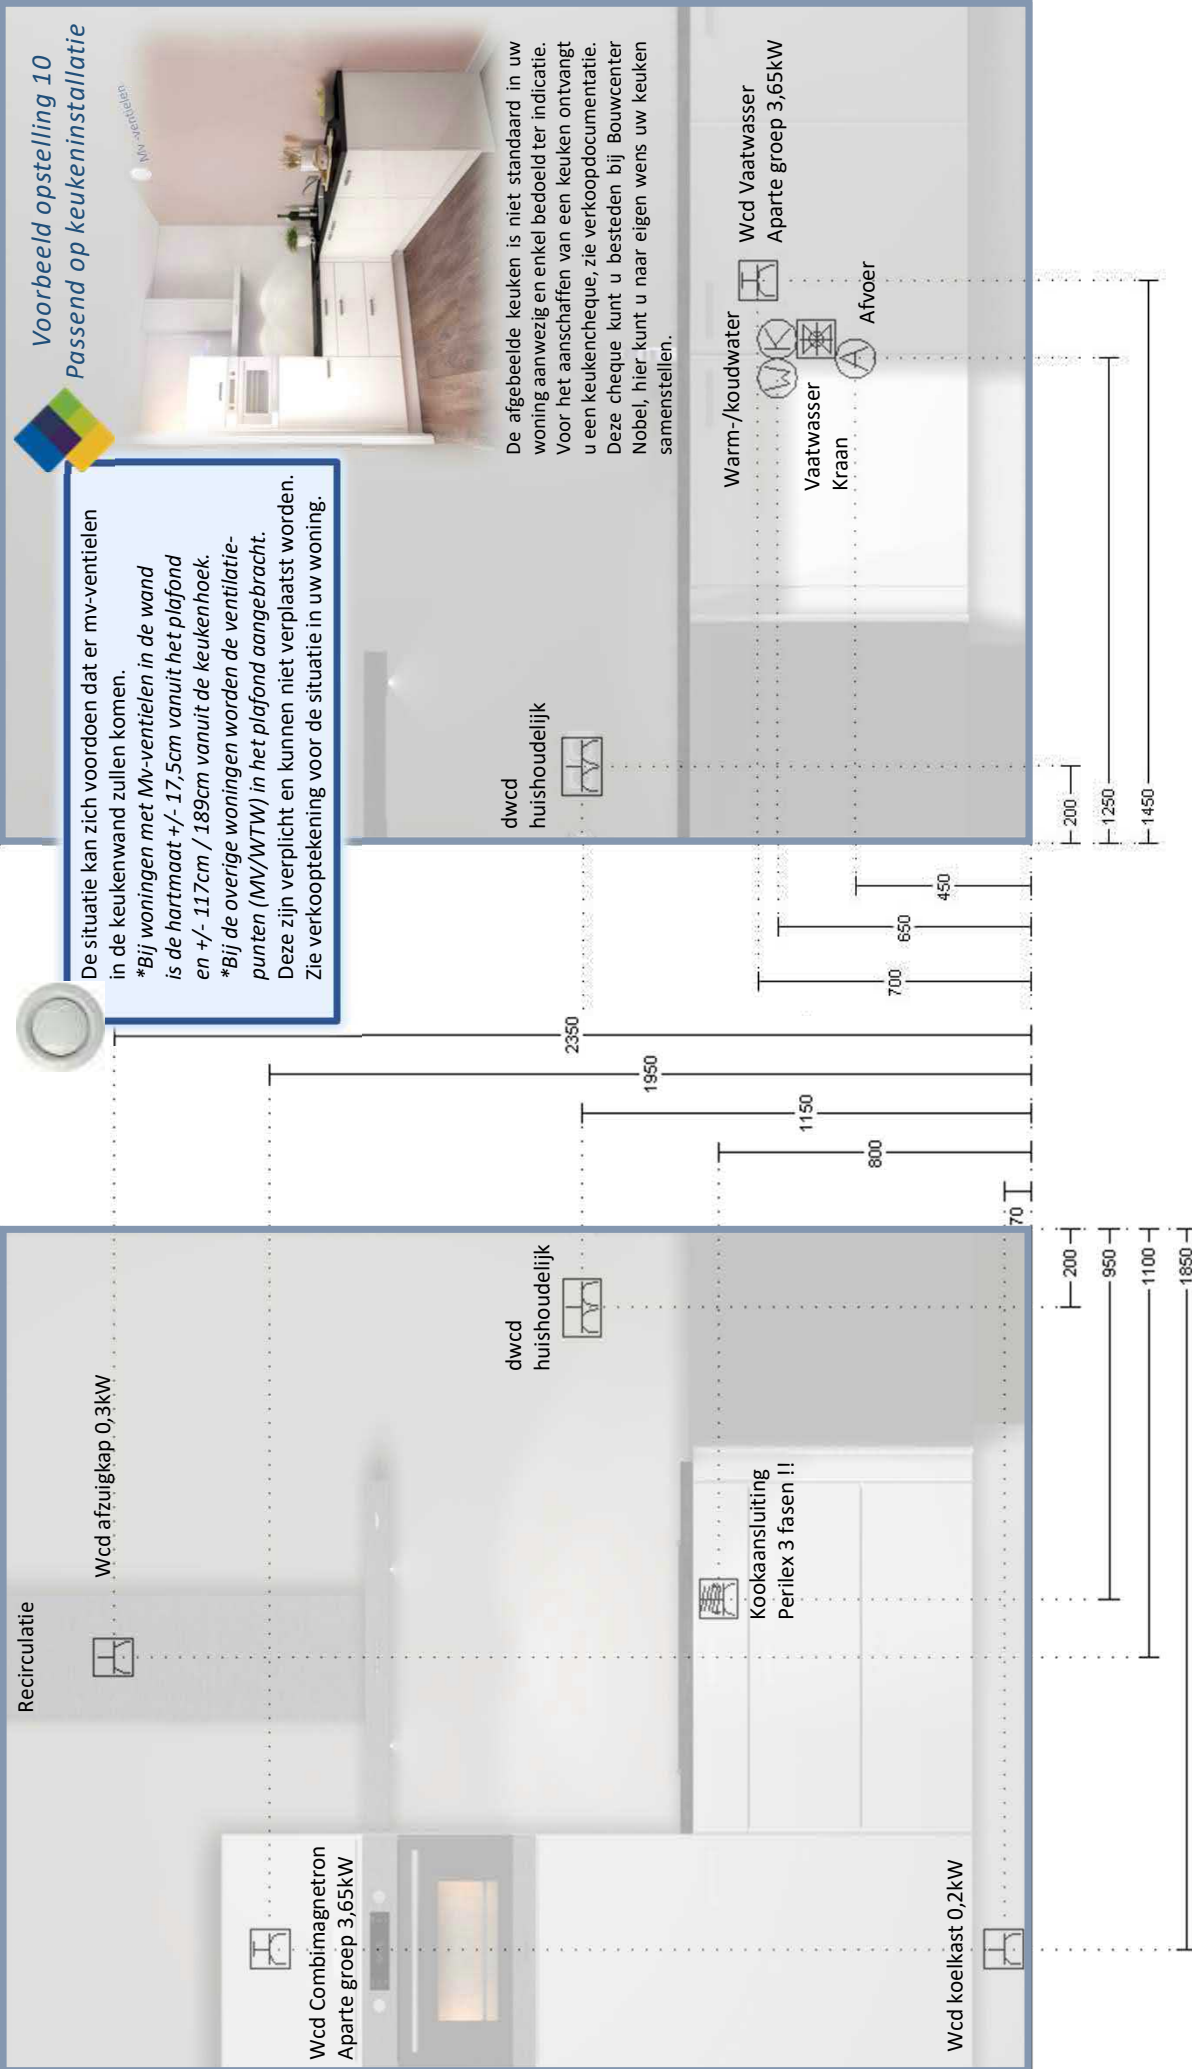 Voorbeeld opstelling 10
Passend op keukeninstallatie
Mv-ventielen
De situatie kan zich voordoen dat er mv-ventielen
in de keukenwand zullen komen.
*Bij woningen met Mv-ventielen in de wand
is de hartmaat +/- 17,5cm vanuit het plafond
en +/- 117cm / 189cm vanuit de keukenhoek.
*Bij de overige woningen worden de ventilatie-
punten (MV/WTW) in het plafond aangebracht.
Deze zijn verplicht en kunnen niet verplaatst worden.
Zie verkooptekening voor de situatie in uw woning.
De afgebeelde keuken is niet standaard in uw
woning aanwezig en enkel bedoeld ter indicatie.
Voor het aanschaffen van een keuken ontvangt
u een keukencheque, zie verkoopdocumentatie.
Deze cheque kunt u besteden bij Bouwcenter
Nobel, hier kunt u naar eigen wens uw keuken
samenstellen.
Recirculatie
Wcd afzuigkap 0,3kW
Wcd Combimagnetron
Aparte groep 3,65kW
dwcd
huishoudelijk
Kookaansluiting
Perilex 3 fasen !!
Wcd koelkast 0,2kW
2350
1950
1150
800
70
200
950
1100
1850
dwcd
huishoudelijk
Warm-/koudwater
Wcd Vaatwasser
Aparte groep 3,65kW
W
K
A
Vaatwasser
Kraan
Afvoer
700
650
450
200
1250
1450